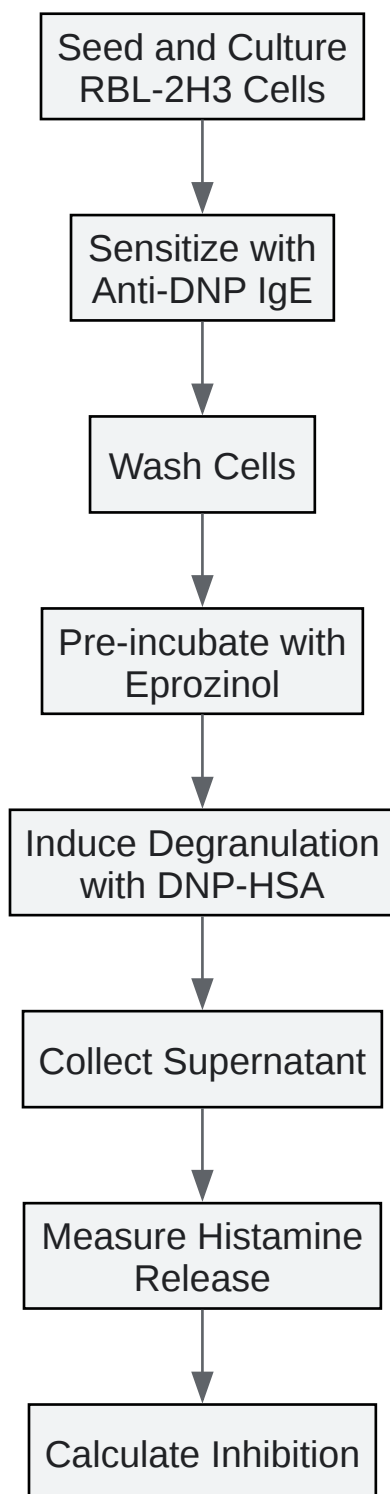 Seed and Culture
RBL-2H3 Cells
Sensitize with
Anti-DNP IgE
Wash Cells
Pre-incubate with
Eprozinol
Induce Degranulation
with DNP-HSA
Collect Supernatant
Measure Histamine
Release
Calculate Inhibition